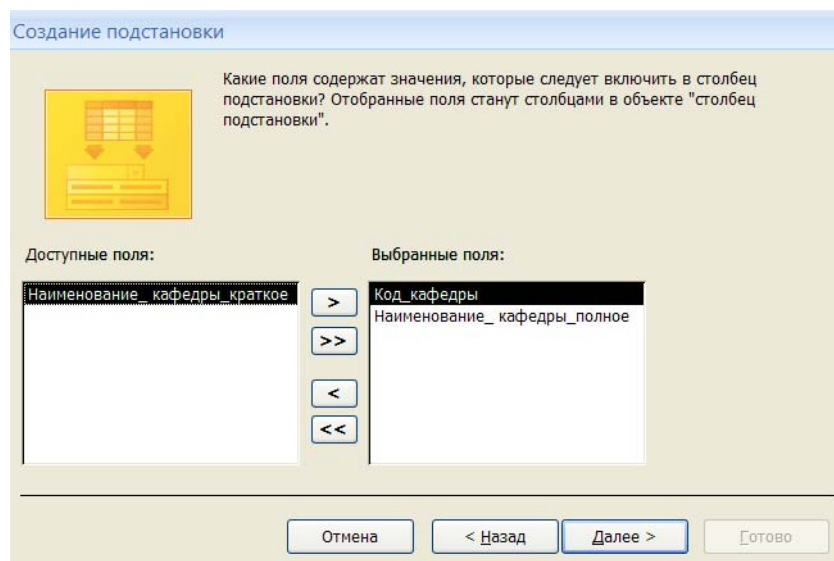 Создание подстановки
Какие поля содержат значения, которые следует включить в столбец
подстановки? Отобранные поля станут столбцами в объекте "столбец
подстановки".
Доступные поля:
Выбранные поля:
Наименование_ кафедры_краткое
>
>>
<
<<
Код_кафедры
Наименование_ кафедры_полное
Отмена
< Назад
Далее >
Готово